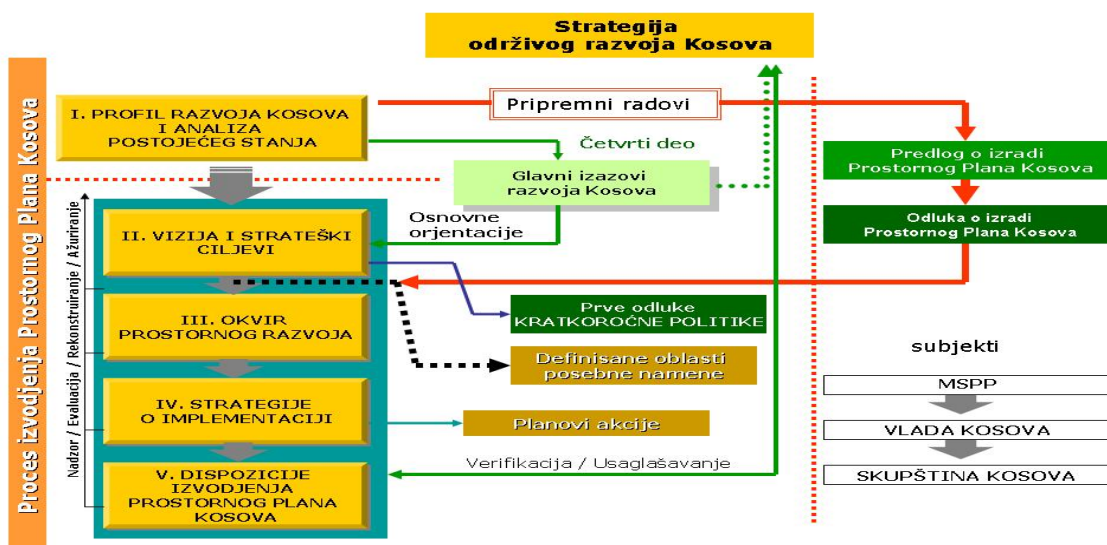 Strategija
održivog razvoja Kosova
Proces izvodjenja Prostornog Plana Kosova
I. PROFIL RAZVOJA KOSOVA
I ANALIZA
POSTOJEĆEG STANJA
Pripremni radovi
Četvrti deo
Glavni izazovi
razvoja Kosova
Predlog o izradi
Prostornog Plana Kosova
Odluka o izradi
Prostornog Plana Kosova
Nadzor / Evaluacija / Rekonstruiranje / Ažuriranje
Osnovne
orjentacije
II. VIZIJA I STRATEŠKI
CILJEVI
III. OKVIR
PROSTORNOG RAZVOJA
Prve odluke
KRATKOROĆNE POLITIKE
Definisane oblasti
posebne namene
IV. STRATEGIJE
O IMPLEMENTACIJI
Planovi akcije
Verifikacija / Usaglašavanje
V. DISPOZICIJE
IZVODJENJA
PROSTORNOG PLANA
KOSOVA
subjekti
MSPP
VLADA KOSOVA
SKUPŠTINA KOSOVA